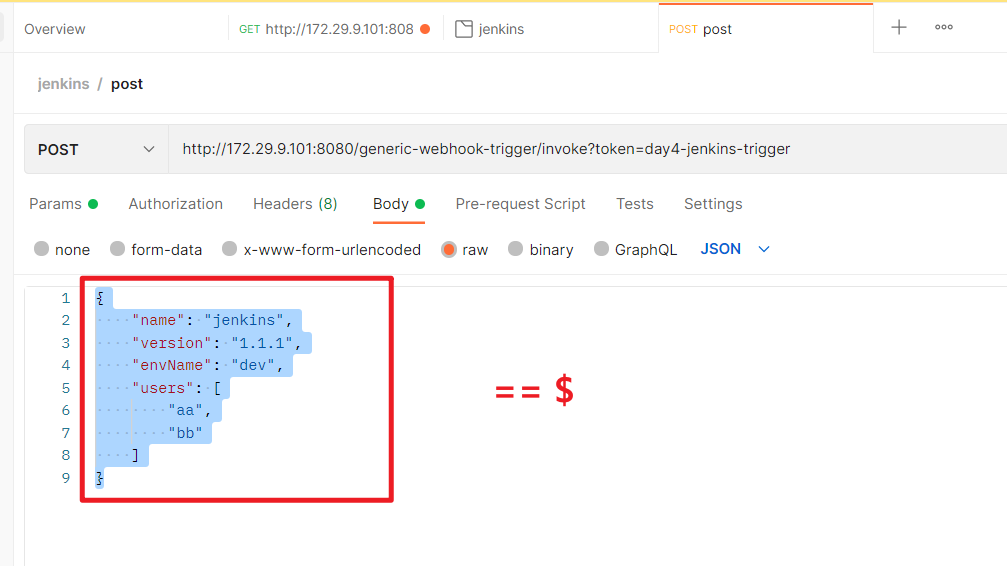 Overview GET http://172.29.9.101:808 jenkins POST post
jenkins / post
POST http://172.29.9.101:8080/generic-webhook-trigger/invoke?token=day4-jenkins-trigger
Params Authorization Headers (8) Body Pre-request Script Tests Settings
none form-data x-www-form-urlencoded raw binary GraphQL JSON
1 {
2 "name": "jenkins",
3 "version": "1.1.1",
4 "envName": "dev",
5 "users": [
6 "aa",
7 "bb"
8 ]
9 }
== $